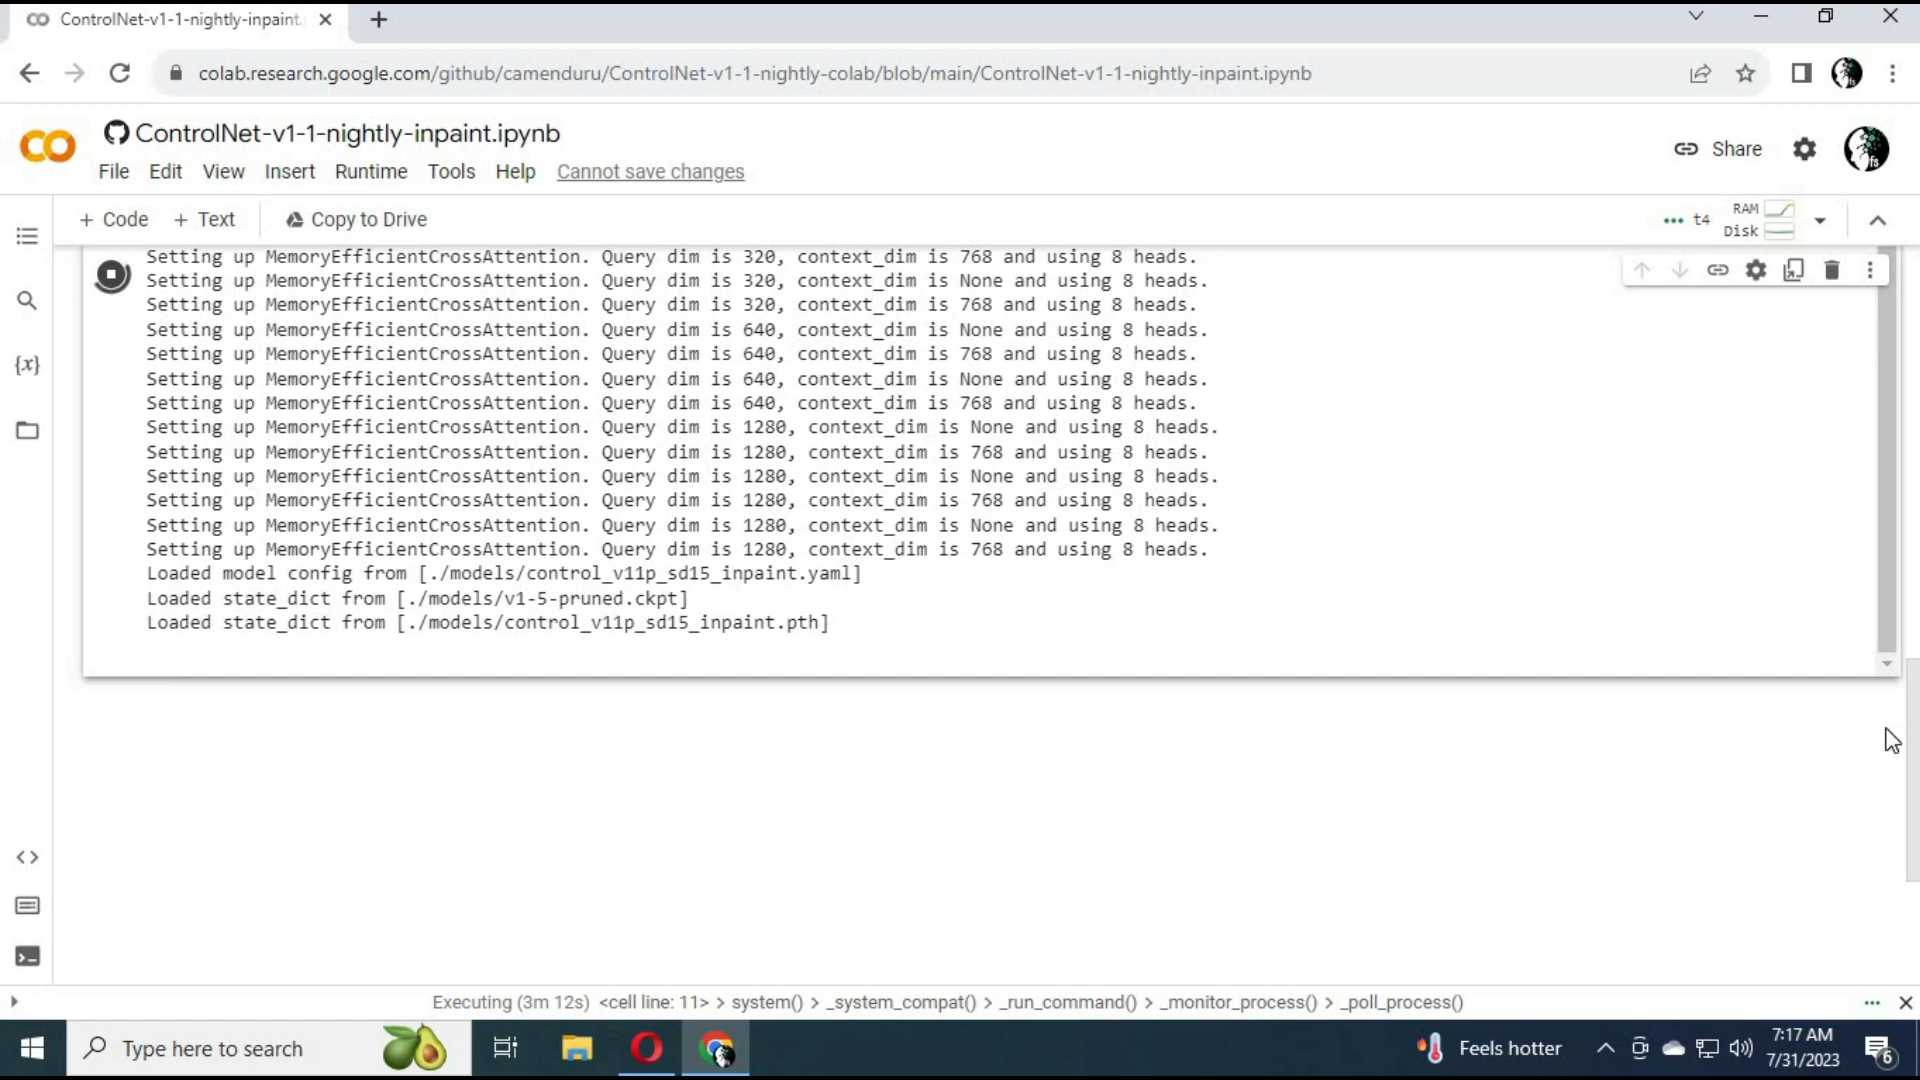 ControlNet-v1-1-nightly-inpaint.
colab.research.google.com/github/camenduru/ControlNet-v1-1-nightly-colab/blob/main/ControlNet-v1-1-nightly-inpaint.ipynb
ControlNet-v1-1-nightly-inpaint.ipynb
File Edit View Insert Runtime Tools Help Cannot save changes
Share
+ Code + Text Copy to Drive
t4 RAM
Disk
Setting up MemoryEfficientCrossAttention. Query dim is 320, context_dim is 768 and using 8 heads.
Setting up MemoryEfficientCrossAttention. Query dim is 320, context_dim is None and using 8 heads.
Setting up MemoryEfficientCrossAttention. Query dim is 320, context_dim is 768 and using 8 heads.
Setting up MemoryEfficientCrossAttention. Query dim is 640, context_dim is None and using 8 heads.
Setting up MemoryEfficientCrossAttention. Query dim is 640, context_dim is 768 and using 8 heads.
Setting up MemoryEfficientCrossAttention. Query dim is 640, context_dim is None and using 8 heads.
Setting up MemoryEfficientCrossAttention. Query dim is 640, context_dim is 768 and using 8 heads.
Setting up MemoryEfficientCrossAttention. Query dim is 1280, context_dim is None and using 8 heads.
Setting up MemoryEfficientCrossAttention. Query dim is 1280, context_dim is 768 and using 8 heads.
Setting up MemoryEfficientCrossAttention. Query dim is 1280, context_dim is None and using 8 heads.
Setting up MemoryEfficientCrossAttention. Query dim is 1280, context_dim is 768 and using 8 heads.
Setting up MemoryEfficientCrossAttention. Query dim is 1280, context_dim is None and using 8 heads.
Setting up MemoryEfficientCrossAttention. Query dim is 1280, context_dim is 768 and using 8 heads.
Loaded model config from [./models/control_v11p_sd15_inpaint.yaml]
Loaded state_dict from [./models/v1-5-pruned.ckpt]
Loaded state_dict from [./models/control_v11p_sd15_inpaint.pth]
{x}
Executing (3m 12s) <cell line: 11> > system() > _system_compat() > _run_command() > _monitor_process() > _poll_process()
Type here to search
Feels hotter
7:17 AM
7/31/2023
6